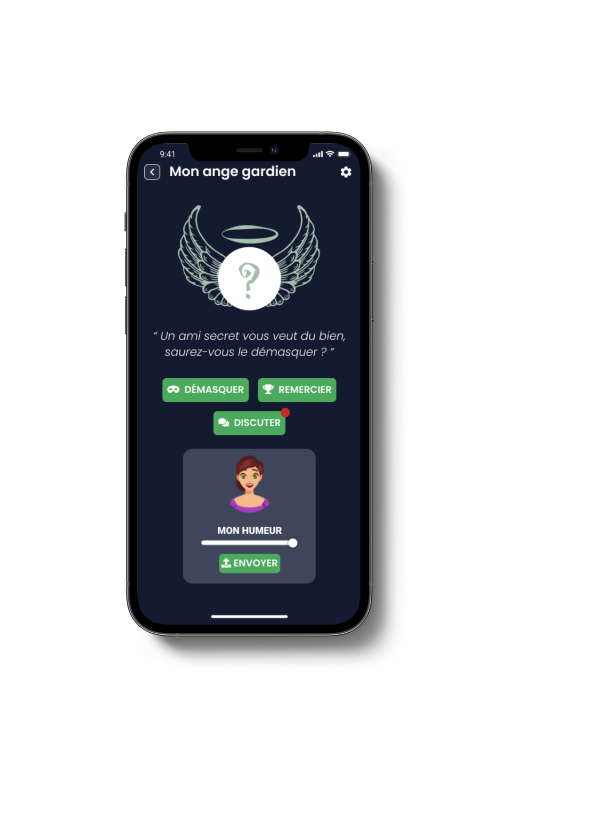 9:41
Mon ange gardien
?
“ Un ami secret vous veut du bien,
saurez-vous le démasquer ? ”
DÉMASQUER
REMERCIER
DISCUTER
MON HUMEUR
ENVOYER